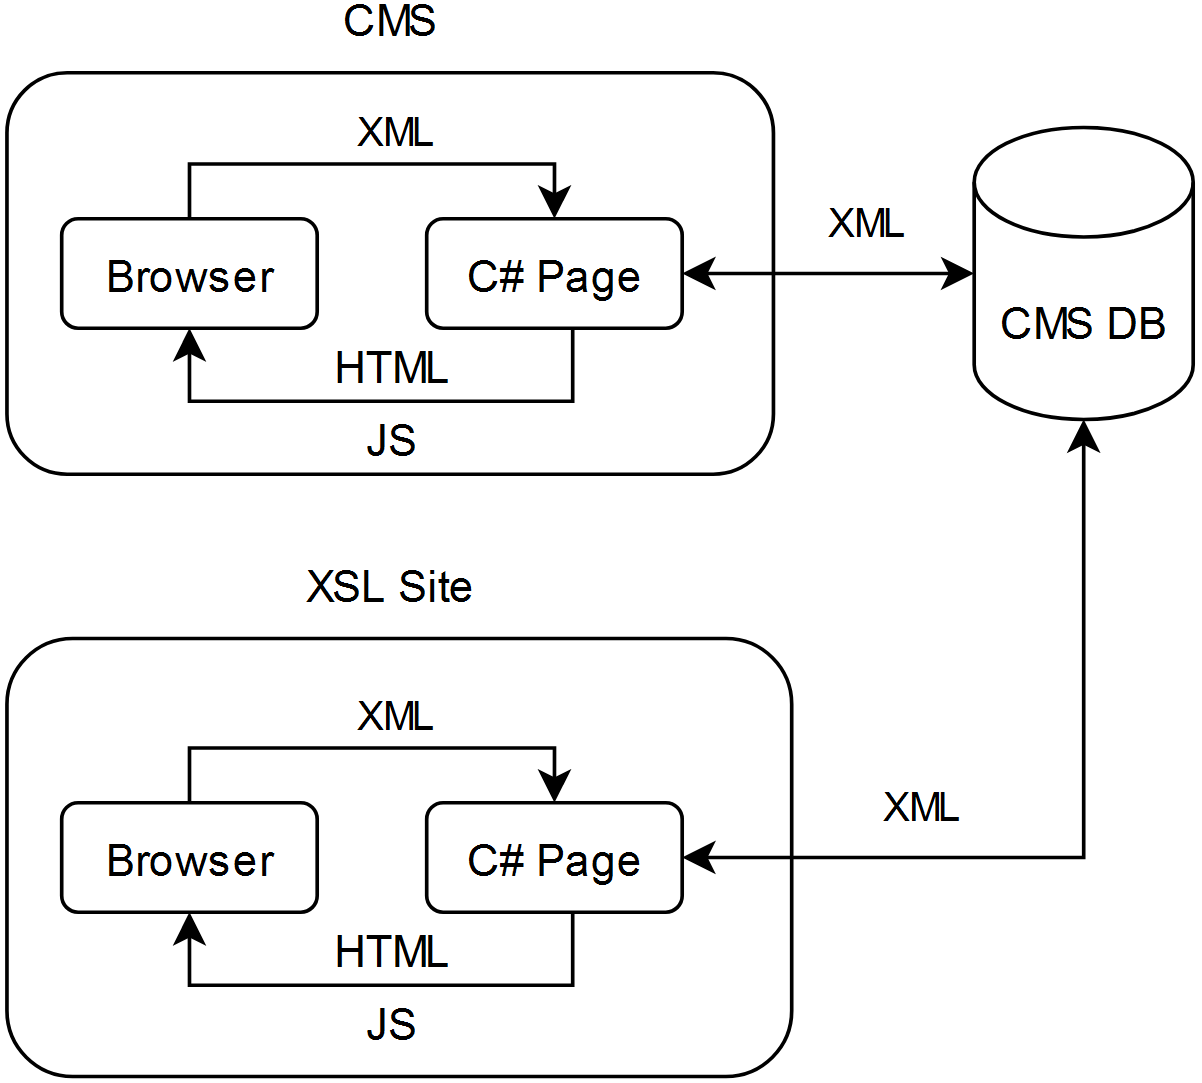 CMS
XML
Browser
C# Page
HTML
JS
XML
CMS DB
XSL Site
XML
Browser
C# Page
HTML
JS
XML